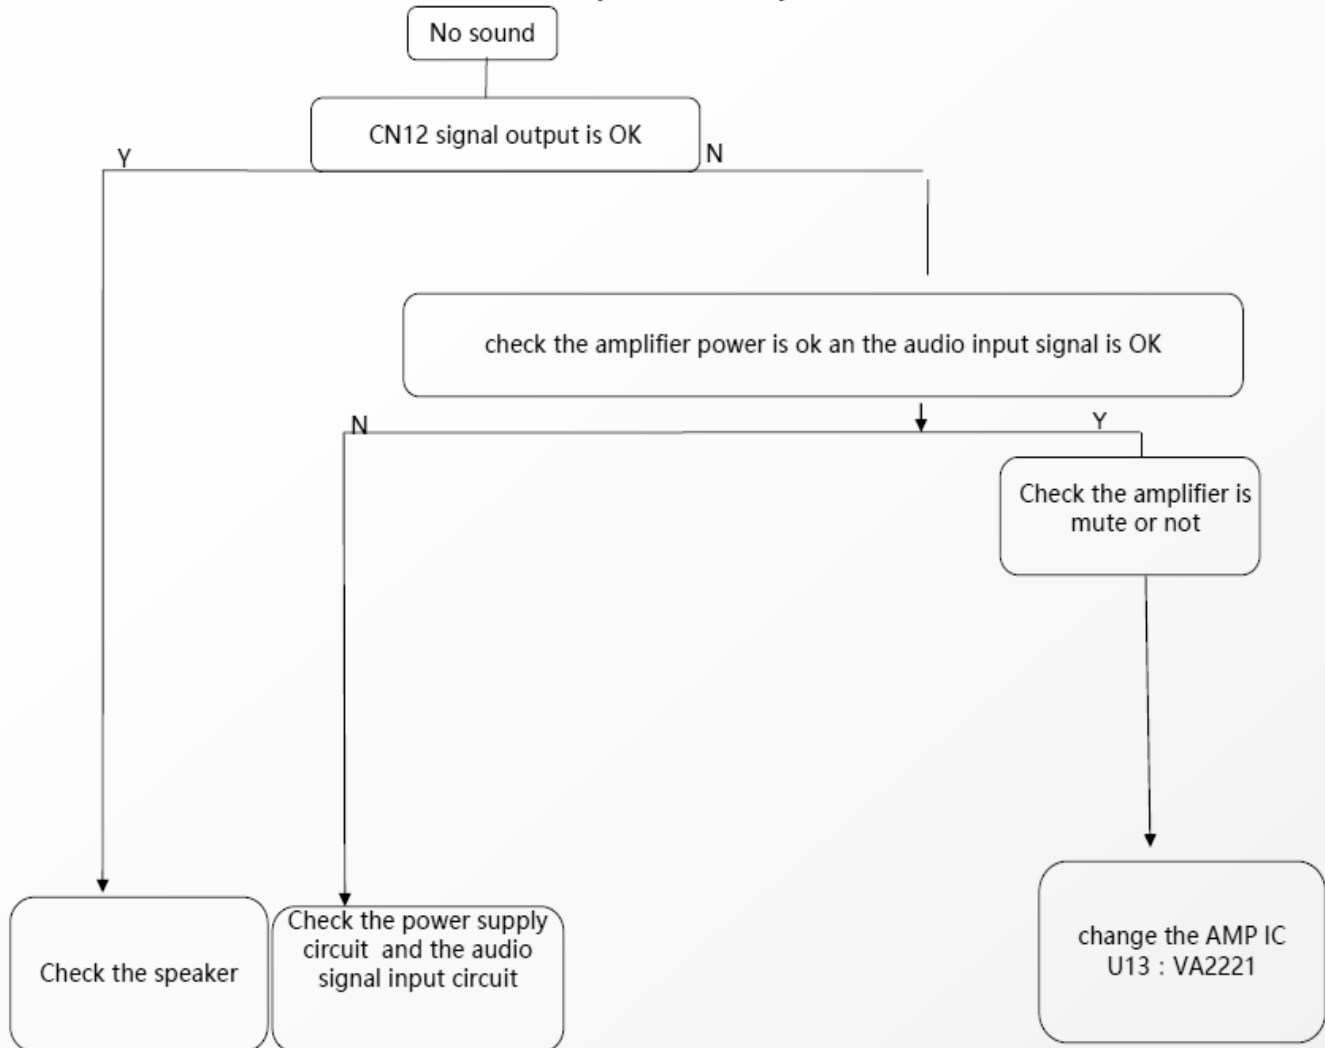 No sound
CN12 signal output is OK
Y
N
check the amplifier power is ok an the audio input signal is OK
N
Y
Check the amplifier is
mute or not
Check the speaker
Check the power supply
circuit and the audio
signal input circuit
change the AMP IC
U13 : VA2221